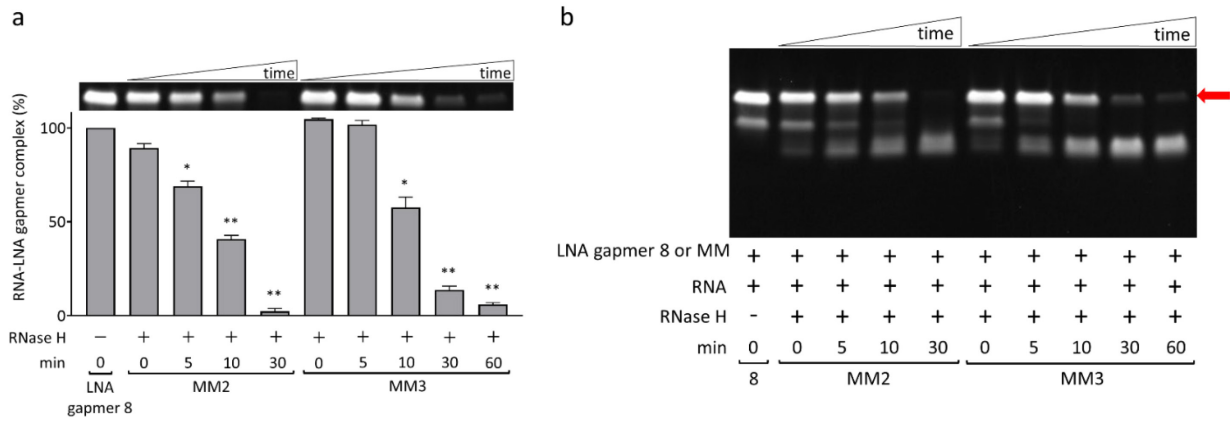 a
time
time
RNA-LNA gapmer complex (%)
100
50
0
* ** ** * ** **
RNase H – + + + + + + + + +
min 0 0 5 10 30 0 5 10 30 60
LNA gapmer 8
MM2
MM3
b
time
time
LNA gapmer 8 or MM + + + + + + + + + +
RNA + + + + + + + + + +
RNase H - + + + + + + + + +
min 0 0 5 10 30 0 5 10 30 60
8 MM2 MM3